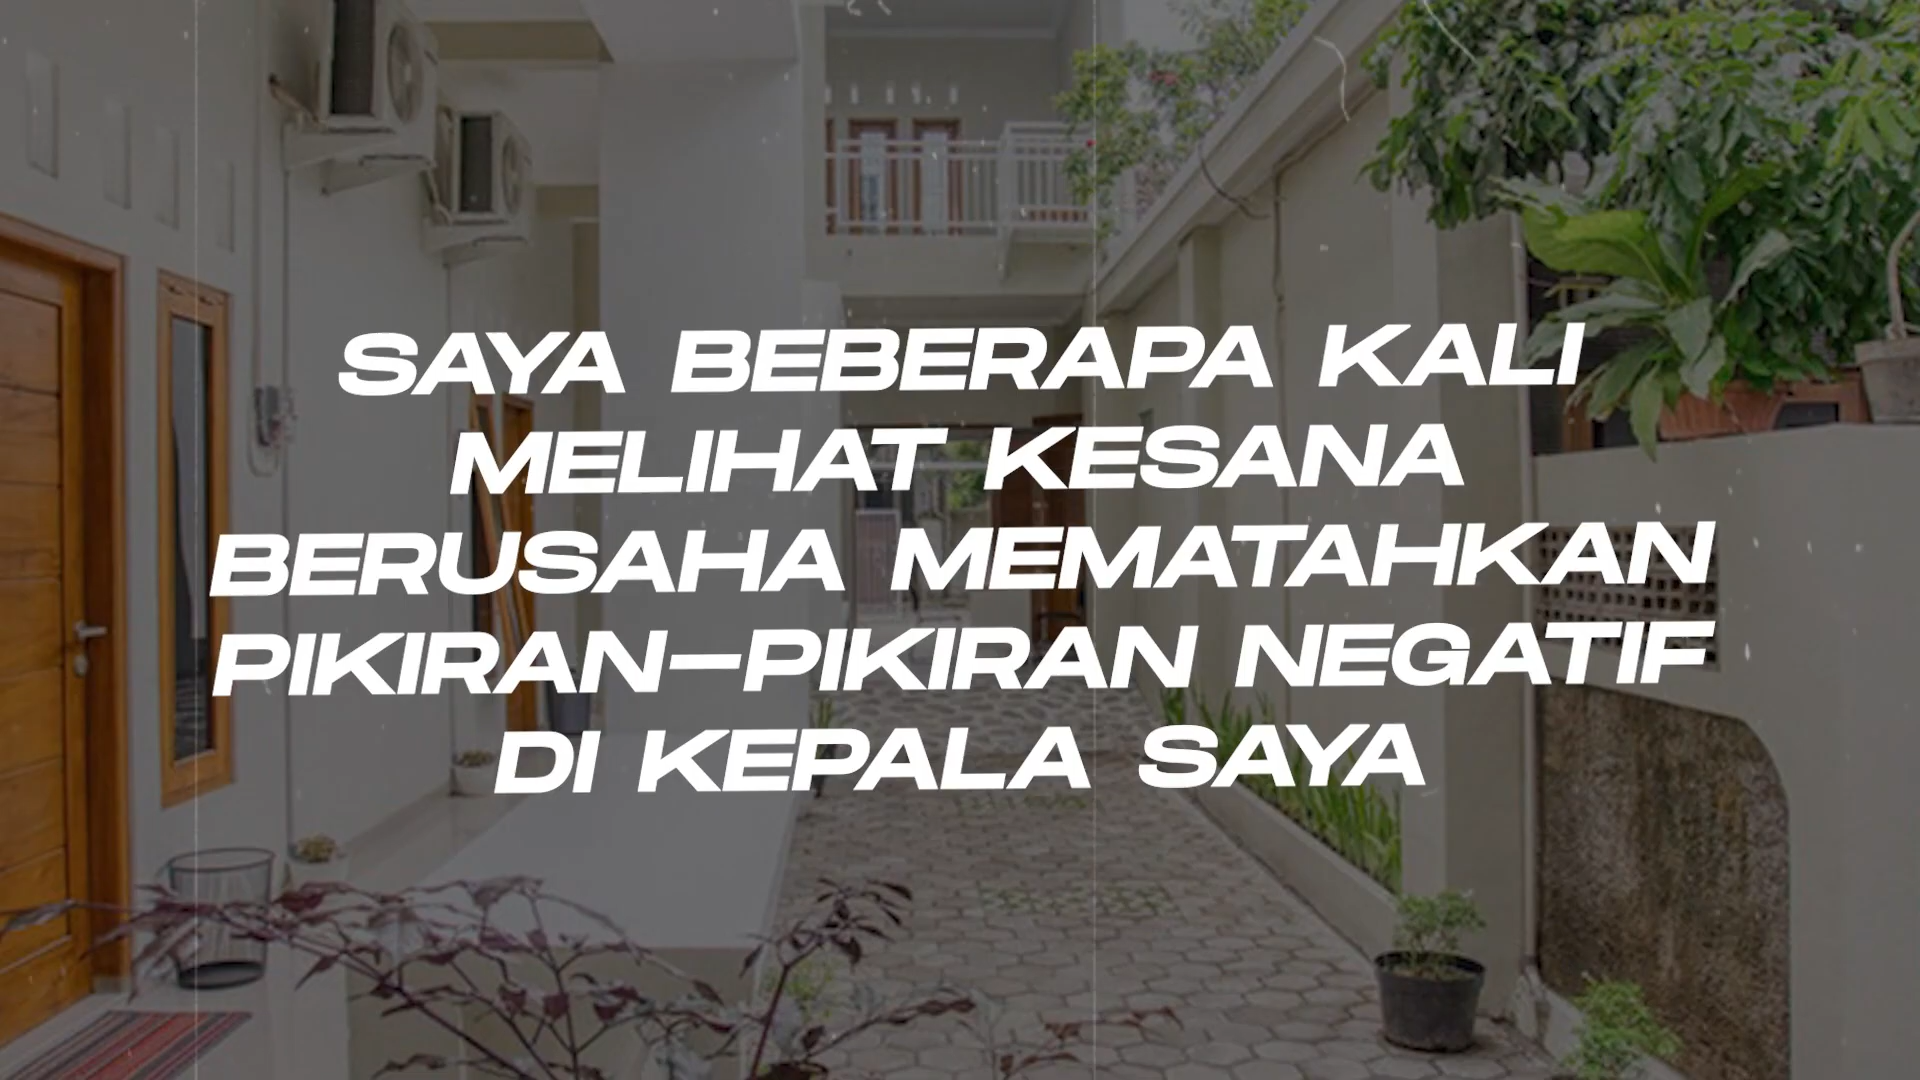 SAYA BEBERAPA KALI
MELIHAT KESANA
BERUSAHA MEMATAHKAN
PIKIRAN-PIKIRAN NEGATIF
DI KEPALA SAYA